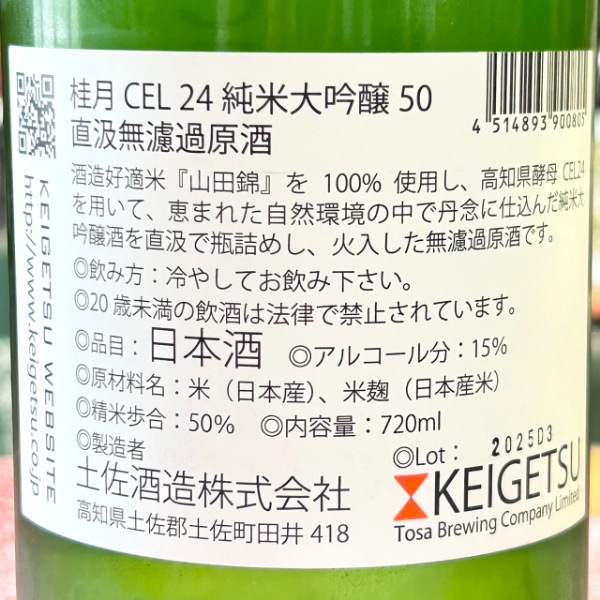 桂月 CEL 24 純米大吟醸 50
直汲無濾過原酒
酒造好適米『山田錦』を 100% 使用し、高知県酵母 CEL24
を用いて、恵まれた自然環境の中で丹念に仕込んだ純米大
吟醸酒を直汲で瓶詰めし、火入した無濾過原酒です。
◎飲み方：冷やしてお飲み下さい。
◎20 歳未満の飲酒は法律で禁止されています。
◎品目：日本酒 ◎アルコール分：15%
◎原材料名：米（日本産）、米麹（日本産米）
◎精米歩合：50% ◎内容量：720ml
◎製造者
土佐酒造株式会社
高知県土佐郡土佐町田井 418
◎Lot： 2025D3
KEIGETSU
Tosa Brewing Company Limited
KEIGETSU WEBSITE
http://www.keigetsu.co.jp
4 514893 900805